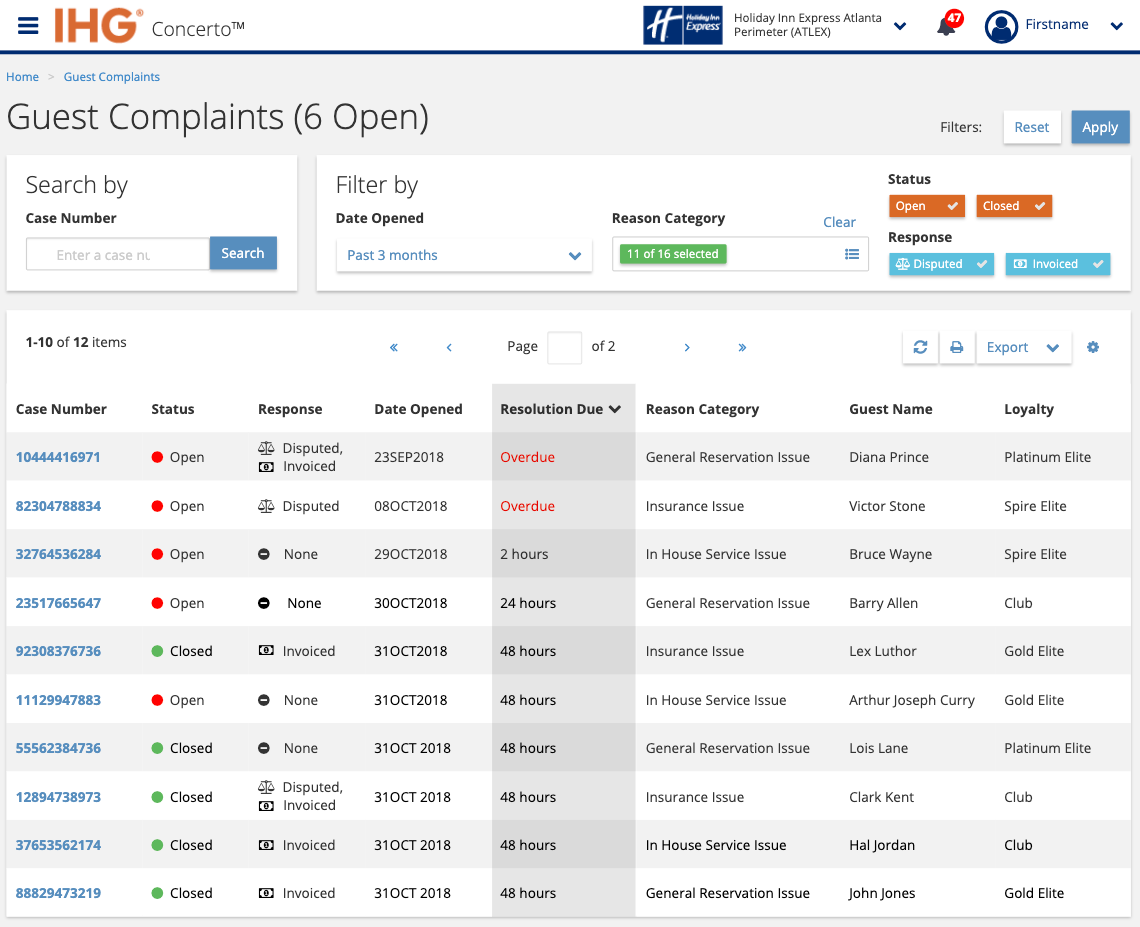 IHG® Concerto™
Holiday Inn Express
Holiday Inn Express Atlanta
Perimeter (ATLEX)
47
Firstname
Home > Guest Complaints
Guest Complaints (6 Open)
Filters: Reset Apply
Search by
Case Number
Enter a case nu
Search
Filter by
Date Opened
Past 3 months
Reason Category Clear
11 of 16 selected
Status
Open Closed
Response
Disputed Invoiced
1-10 of 12 items
« ‹ Page of 2 › »
Export
Case Number Status Response Date Opened Resolution Due Reason Category Guest Name Loyalty
10444416971 Open Disputed, Invoiced 23SEP2018 Overdue General Reservation Issue Diana Prince Platinum Elite
82304788834 Open Disputed 08OCT2018 Overdue Insurance Issue Victor Stone Spire Elite
32764536284 Open None 29OCT2018 2 hours In House Service Issue Bruce Wayne Spire Elite
23517665647 Open None 30OCT2018 24 hours General Reservation Issue Barry Allen Club
92308376736 Closed Invoiced 31OCT2018 48 hours Insurance Issue Lex Luthor Gold Elite
11129947883 Open None 31OCT2018 48 hours In House Service Issue Arthur Joseph Curry Gold Elite
55562384736 Closed None 31OCT 2018 48 hours General Reservation Issue Lois Lane Platinum Elite
12894738973 Closed Disputed, Invoiced 31OCT 2018 48 hours Insurance Issue Clark Kent Club
37653562174 Closed Invoiced 31OCT 2018 48 hours In House Service Issue Hal Jordan Club
88829473219 Closed Invoiced 31OCT 2018 48 hours General Reservation Issue John Jones Gold Elite